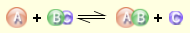 A + BC ⇌ AB + C